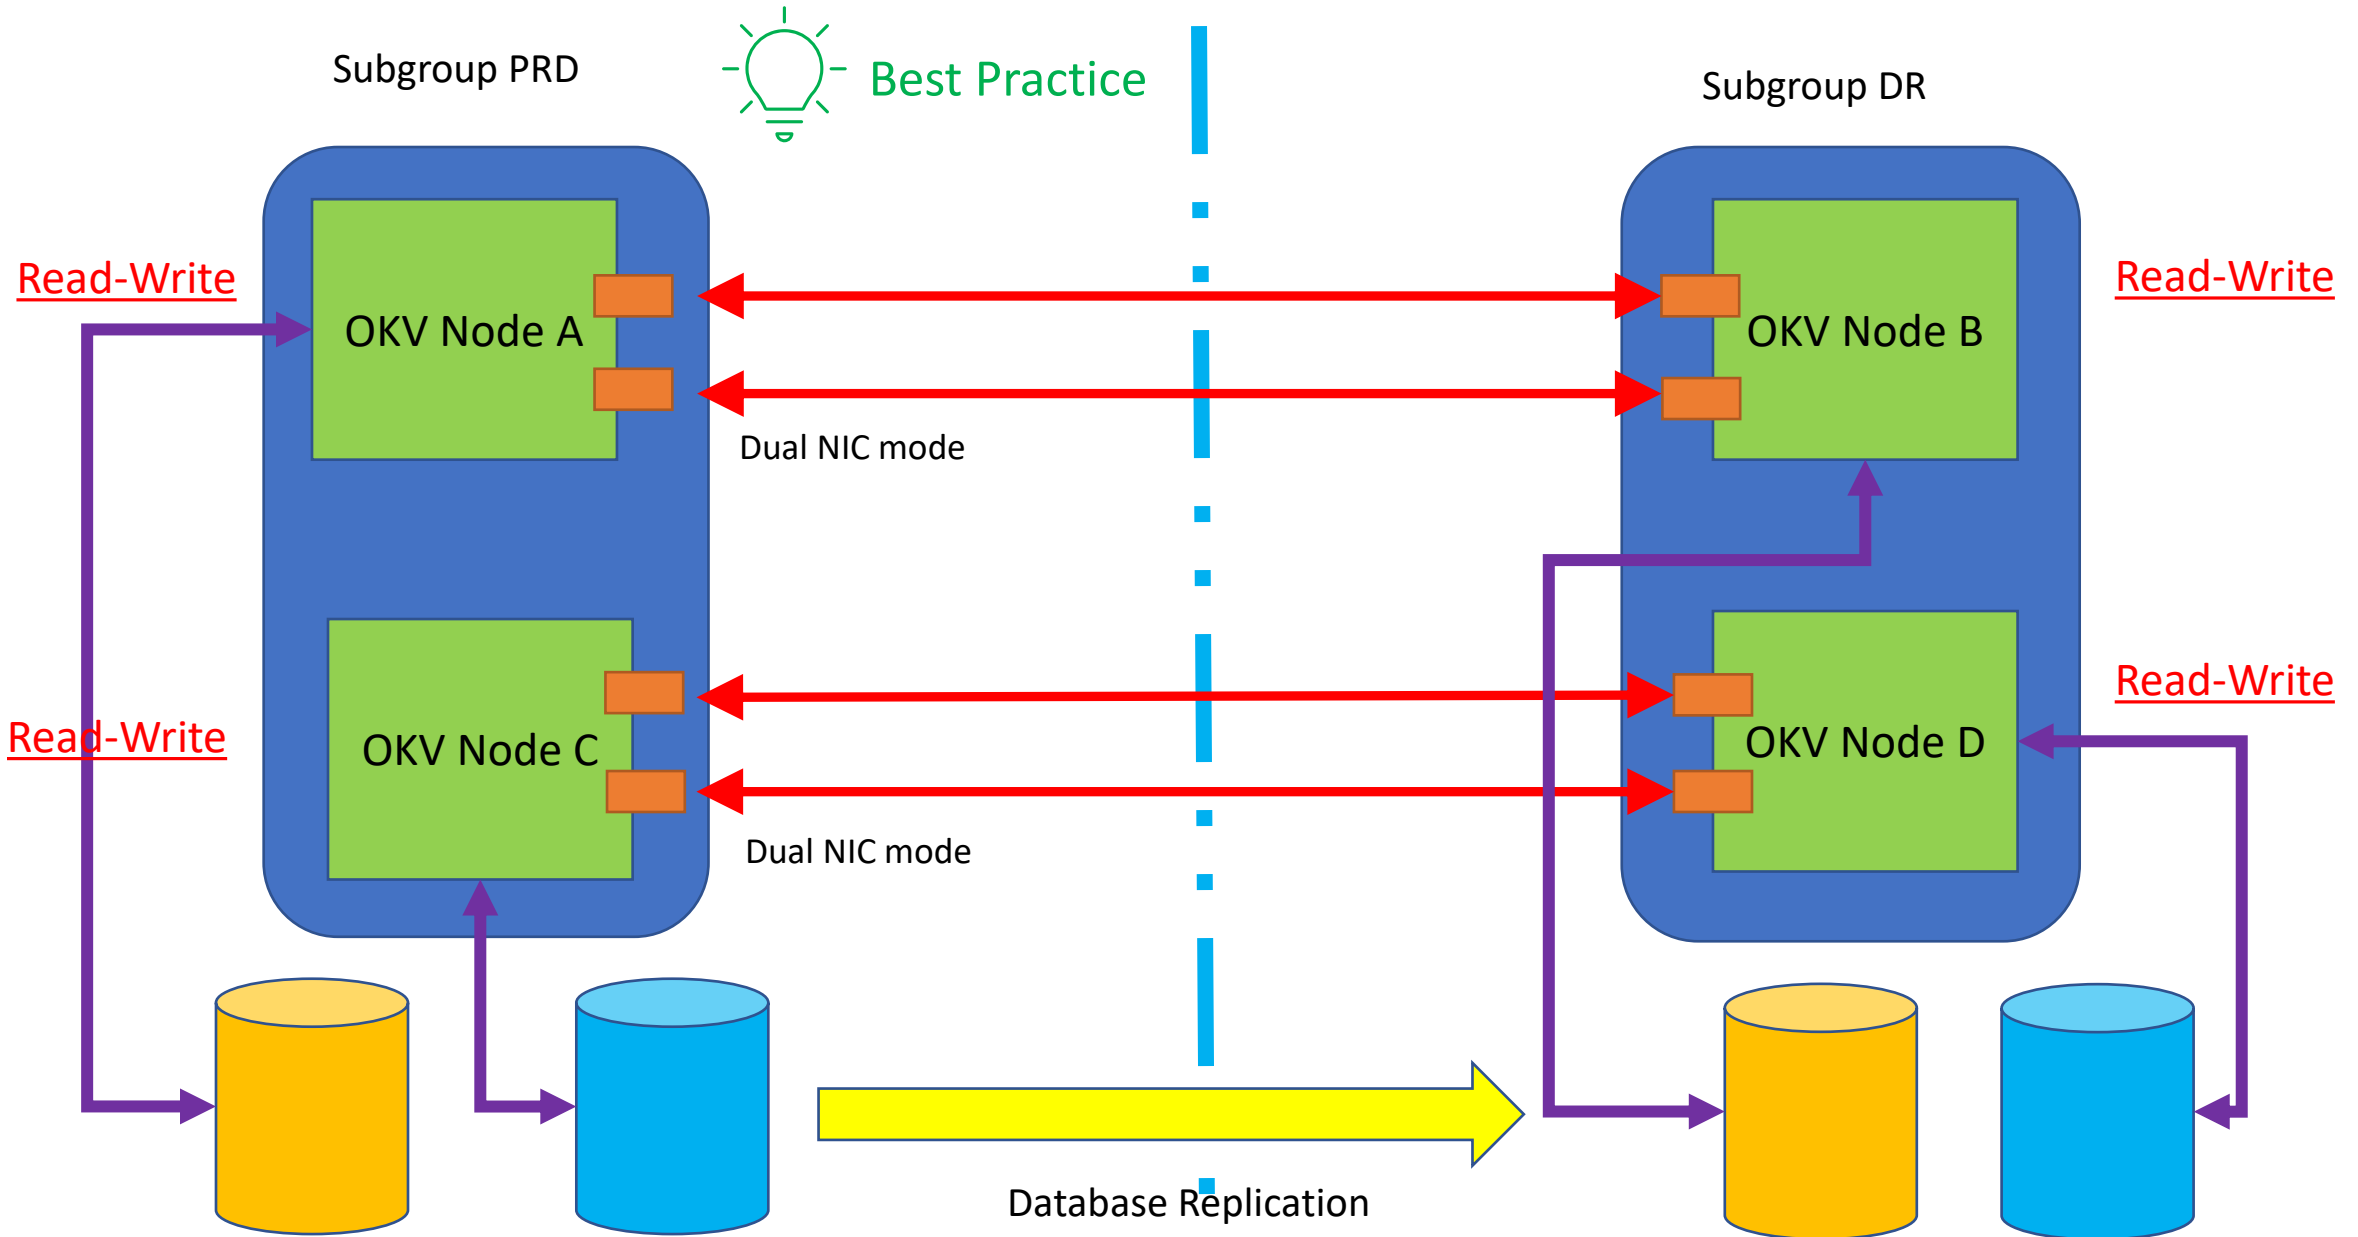 Subgroup PRD
Best Practice
Subgroup DR
Read-Write
OKV Node A
OKV Node B
Read-Write
Dual NIC mode
Read-Write
OKV Node C
OKV Node D
Read-Write
Dual NIC mode
Database Replication